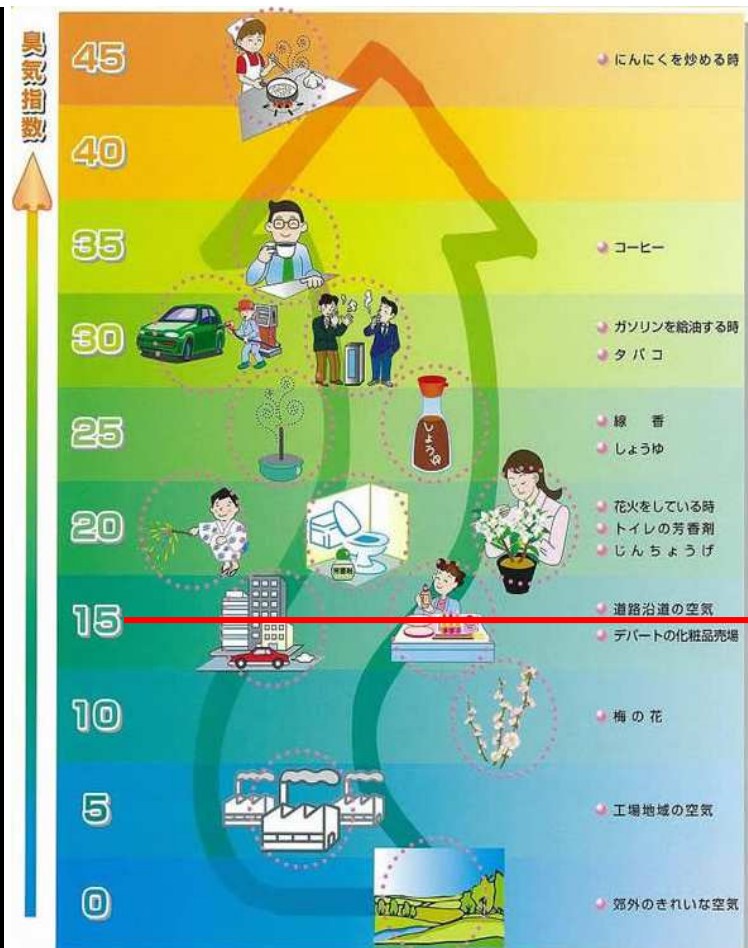 臭気指数
45
にんにくを炒める時
40
35
コーヒー
30
ガソリンを給油する時
タバコ
25
線 香
しょうゆ
しょうゆ
20
花火をしている時
トイレの芳香剤
じんちょうげ
芳香剤
15
道路沿道の空気
デパートの化粧品売場
10
梅の花
5
工場地域の空気
0
郊外のきれいな空気